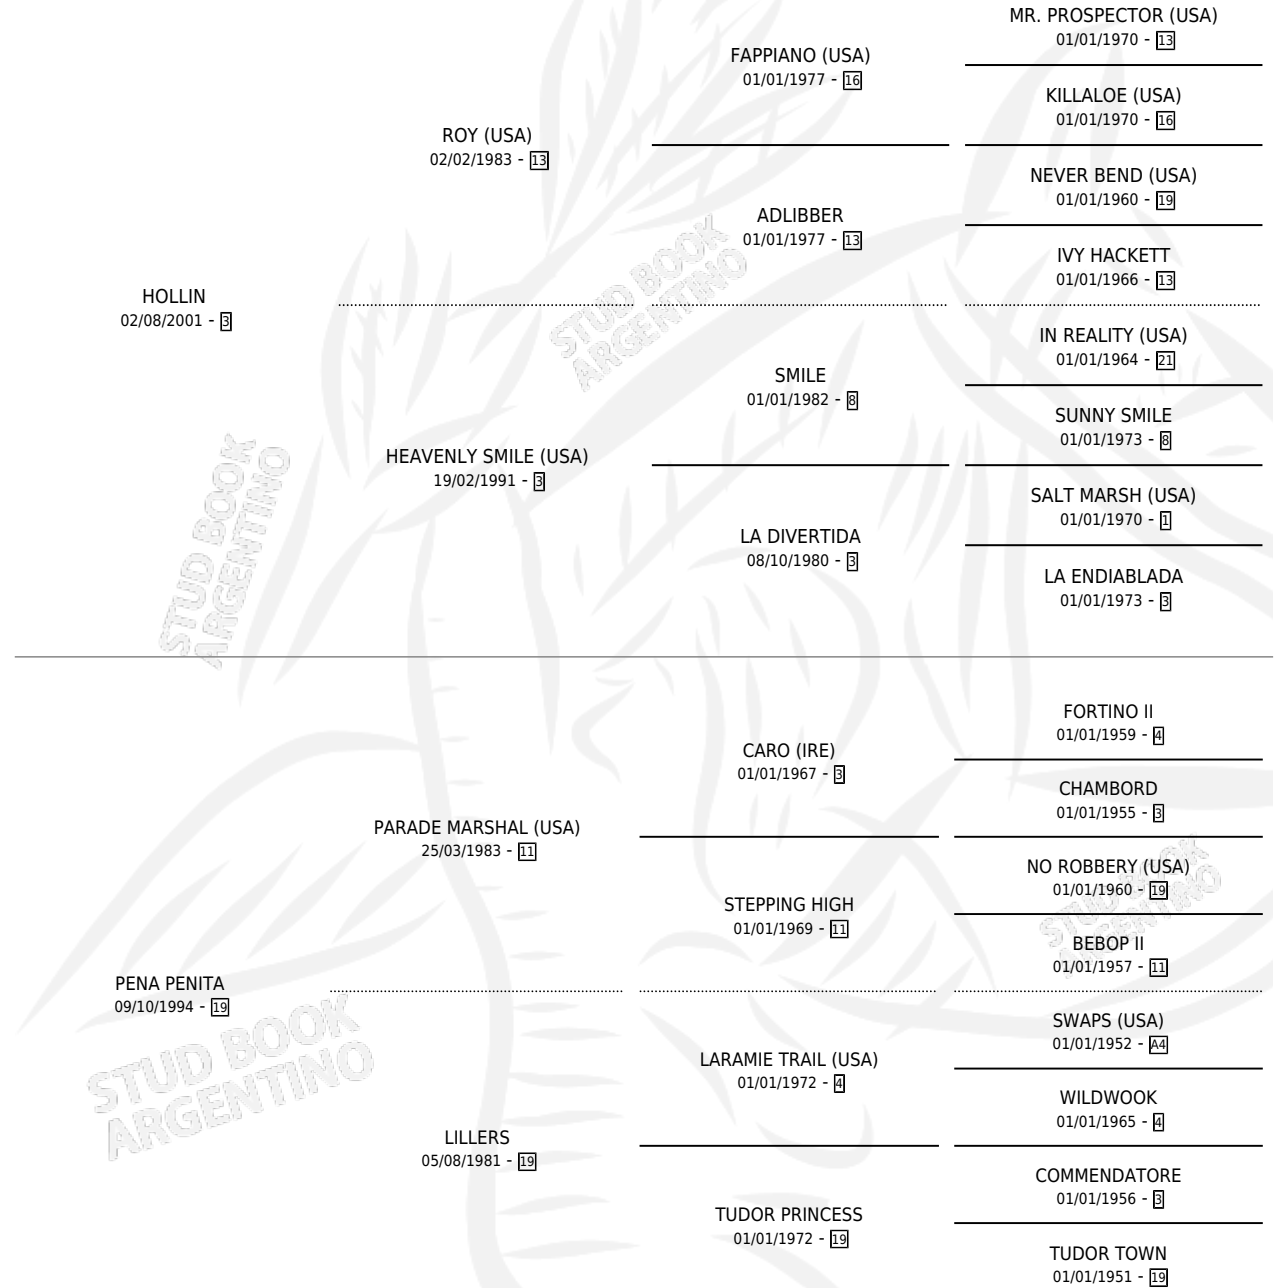 MR. PROSPECTOR (USA)
01/01/1970 - 13
FAPPIANO (USA)
01/01/1977 - 16
KILLALOE (USA)
01/01/1970 - 16
ROY (USA)
02/02/1983 - 13
NEVER BEND (USA)
01/01/1960 - 19
ADLIBBER
01/01/1977 - 13
IVY HACKETT
01/01/1966 - 13
HOLLIN
02/08/2001 - 3
STUD BOOK
ARGENTINO
IN REALITY (USA)
01/01/1964 - 21
SMILE
01/01/1982 - 8
SUNNY SMILE
01/01/1973 - 8
HEAVENLY SMILE (USA)
19/02/1991 - 3
SALT MARSH (USA)
01/01/1970 - 1
LA DIVERTIDA
08/10/1980 - 3
LA ENDIABLADA
01/01/1973 - 3
STUD BOOK
ARGENTINO
FORTINO II
01/01/1959 - 4
CARO (IRE)
01/01/1967 - 3
CHAMBORD
01/01/1955 - 3
PARADE MARSHAL (USA)
25/03/1983 - 11
NO ROBBERY (USA)
01/01/1960 - 19
STEPPING HIGH
01/01/1969 - 11
STUD BOOK
ARGENTINO
BEBOP II
01/01/1957 - 11
PENA PENITA
09/10/1994 - 19
SWAPS (USA)
01/01/1952 - A4
LARAMIE TRAIL (USA)
01/01/1972 - 4
WILDWOOK
01/01/1965 - 4
STUD BOOK
ARGENTINO
LILLERS
05/08/1981 - 19
COMMENDATORE
01/01/1956 - 3
TUDOR PRINCESS
01/01/1972 - 19
TUDOR TOWN
01/01/1951 - 19